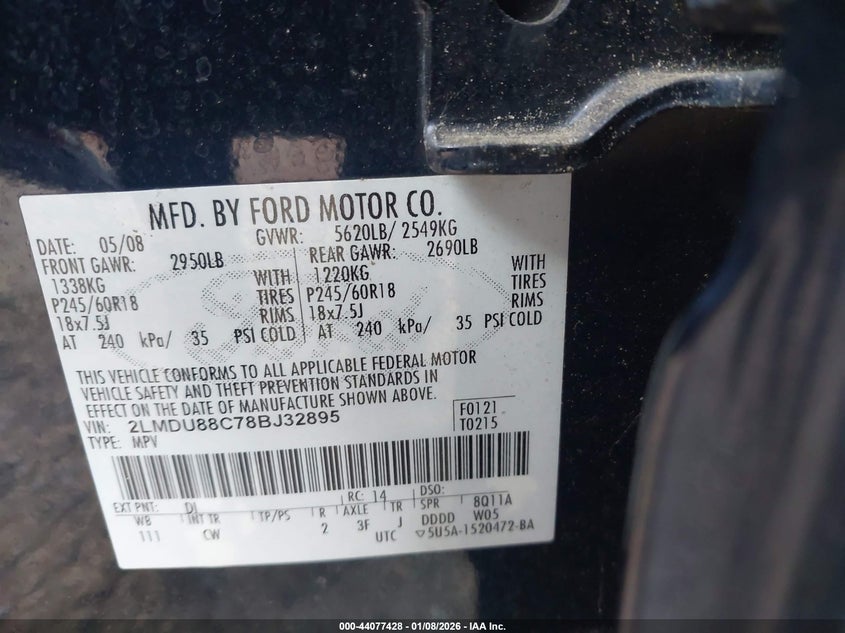 MFD. BY FORD MOTOR CO.
DATE: 05/08 GVWR: 5620LB/ 2549KG
FRONT GAWR: 2950LB REAR GAWR: 2690LB
1338KG WITH 1220KG WITH
P245/60R18 TIRES P245/60R18 TIRES
18x7.5J RIMS 18x7.5J RIMS
AT 240 kPa/ 35 PSI COLD AT 240 kPa/ 35 PSI COLD
THIS VEHICLE CONFORMS TO ALL APPLICABLE FEDERAL MOTOR
VEHICLE SAFETY AND THEFT PREVENTION STANDARDS IN
EFFECT ON THE DATE OF MANUFACTURE SHOWN ABOVE.
VIN: 2LMDU88C78BJ32895 F0121
TYPE: MPV T0215
EXT PNT: DI RC: 14 DSO:
WB INT TR TP/PS R AXLE TR SPR 8Q11A
111 CW 2 3F J DDDD W05
UTC ▽5U5A-1520472-BA
000-44077428 - 01/08/2026 - IAA Inc.